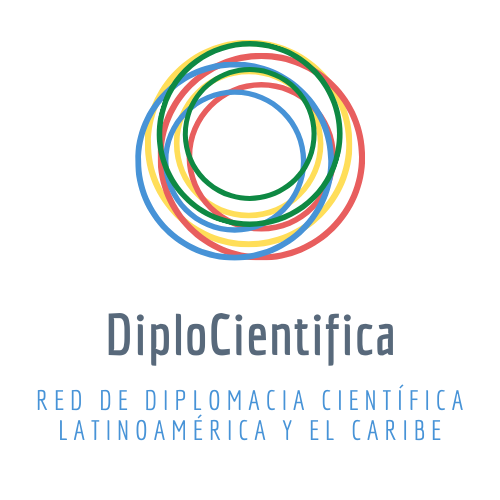 DiploCientifica
RED DE DIPLOMACIA CIENTÍFICA
LATINOAMÉRICA Y EL CARIBE